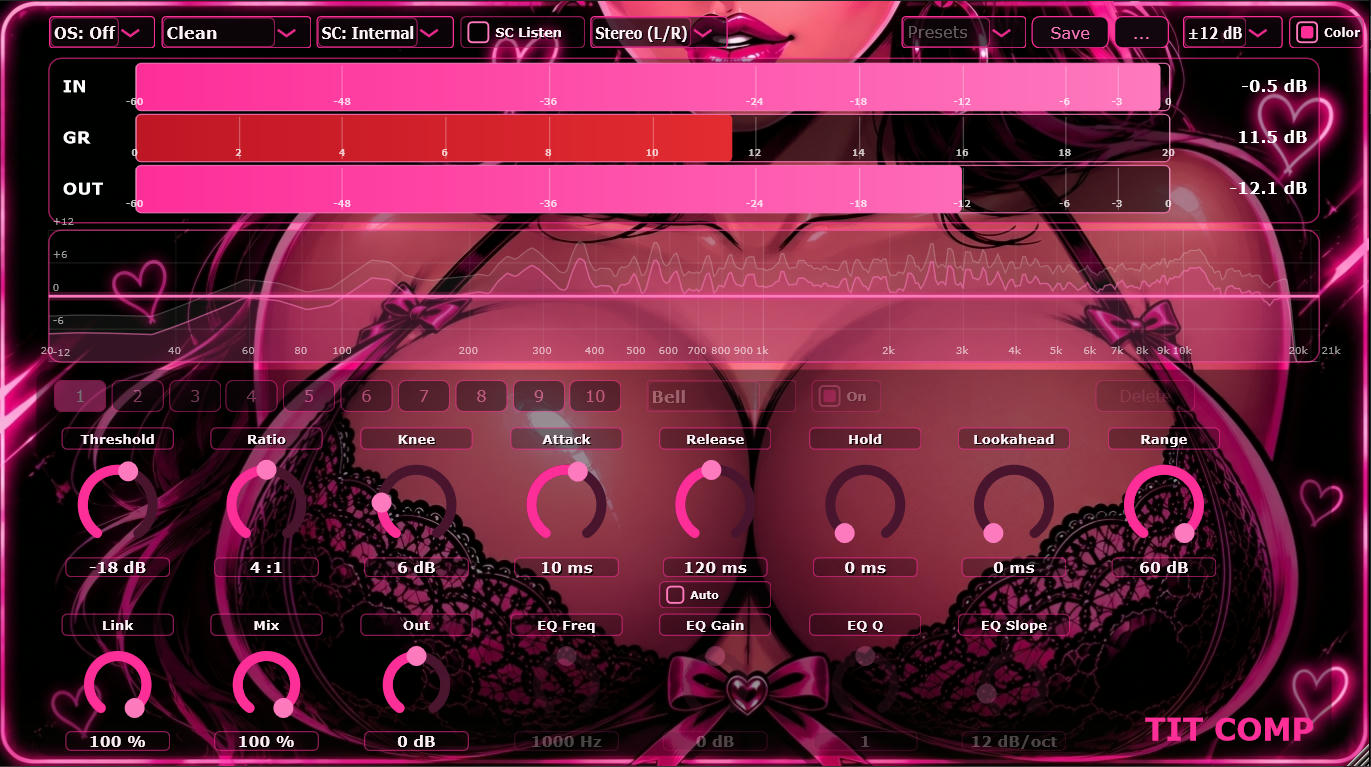 OS: Off Clean SC: Internal SC Listen Stereo (L/R) Presets Save ... ±12 dB Color
IN -60 -48 -36 -24 -18 -12 -6 -3 0 -0.5 dB
GR 0 2 4 6 8 10 12 14 16 18 20 11.5 dB
OUT -60 -48 -36 -24 -18 -12 -6 -3 0 -12.1 dB
+12
+6
0
-6
-12
20 40 60 80 100 200 300 400 500 600 700 800 900 1k 2k 3k 4k 5k 6k 7k 8k 9k 10k 20k 21k
1 2 3 4 5 6 7 8 9 10 Bell On Delete
Threshold Ratio Knee Attack Release Hold Lookahead Range
-18 dB 4 :1 6 dB 10 ms 120 ms 0 ms 0 ms 60 dB
Auto
Link Mix Out EQ Freq EQ Gain EQ Q EQ Slope
TIT COMP
100 % 100 % 0 dB 1000 Hz 0 dB 1 12 dB/oct